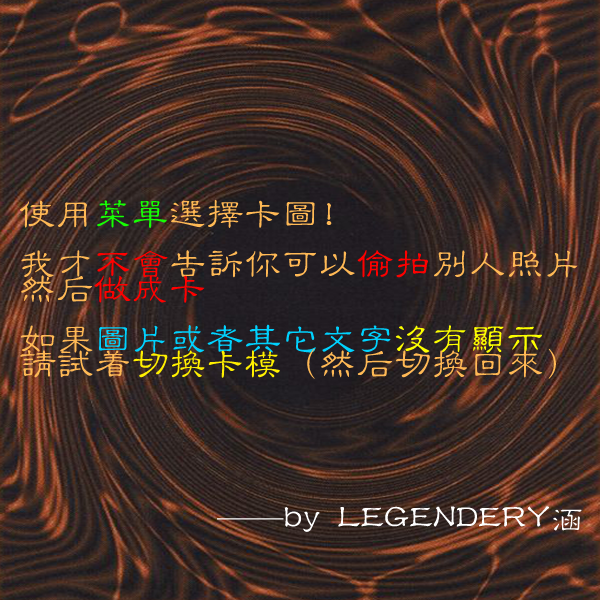 使用菜單選擇卡圖!
我才不會告訴你可以偷拍別人照片
然后做成卡
如果圖片或者其它文字沒有顯示
請試着切換卡模（然后切換回來）
——by LEGENDERY涵